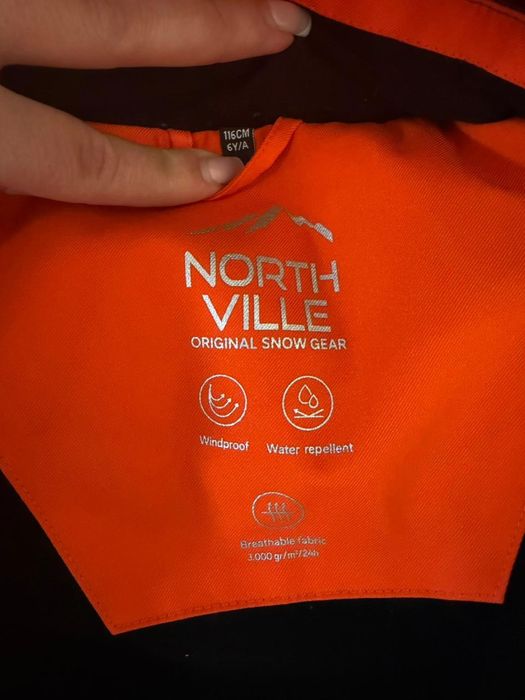 116CM
6Y/A
NORTH
VILLE
ORIGINAL SNOW GEAR
Windproof
Water repellent
Breathable fabric
3.000 gr/m²/24h